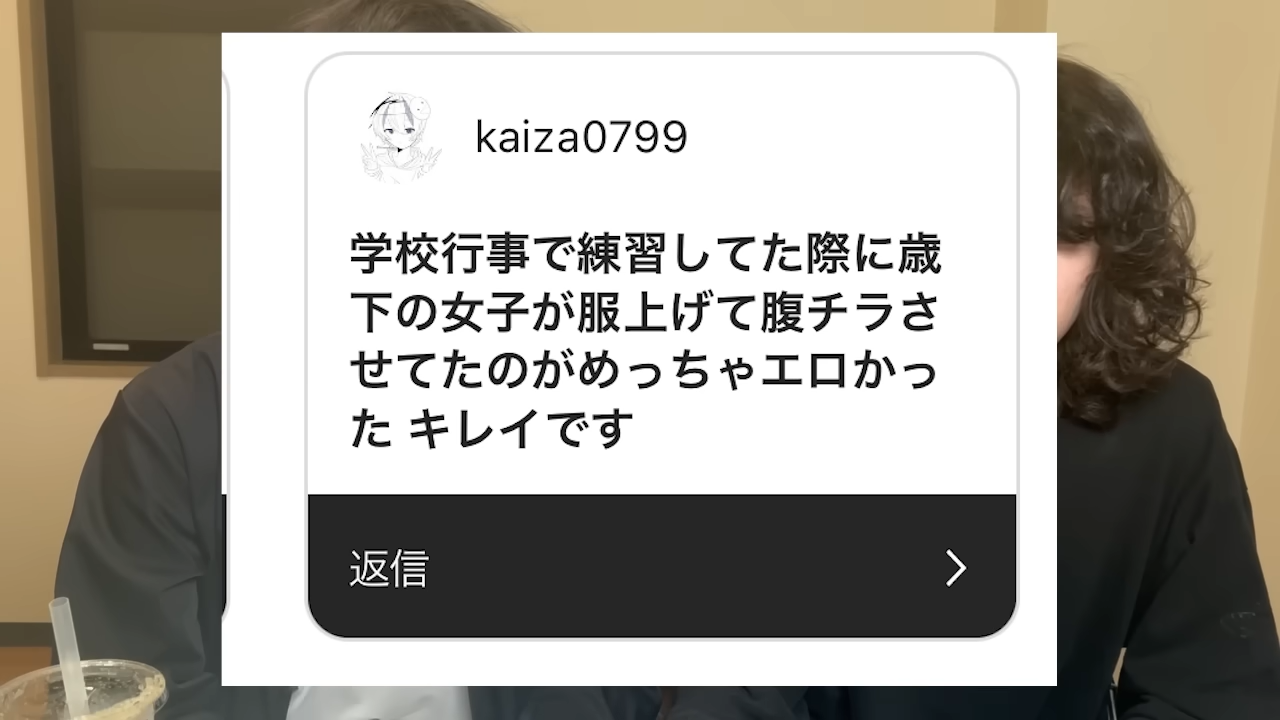 kaiza0799
学校行事で練習してた際に歳
下の女子が服上げて腹チラさ
せてたのがめっちゃエロかっ
た キレイです
返信